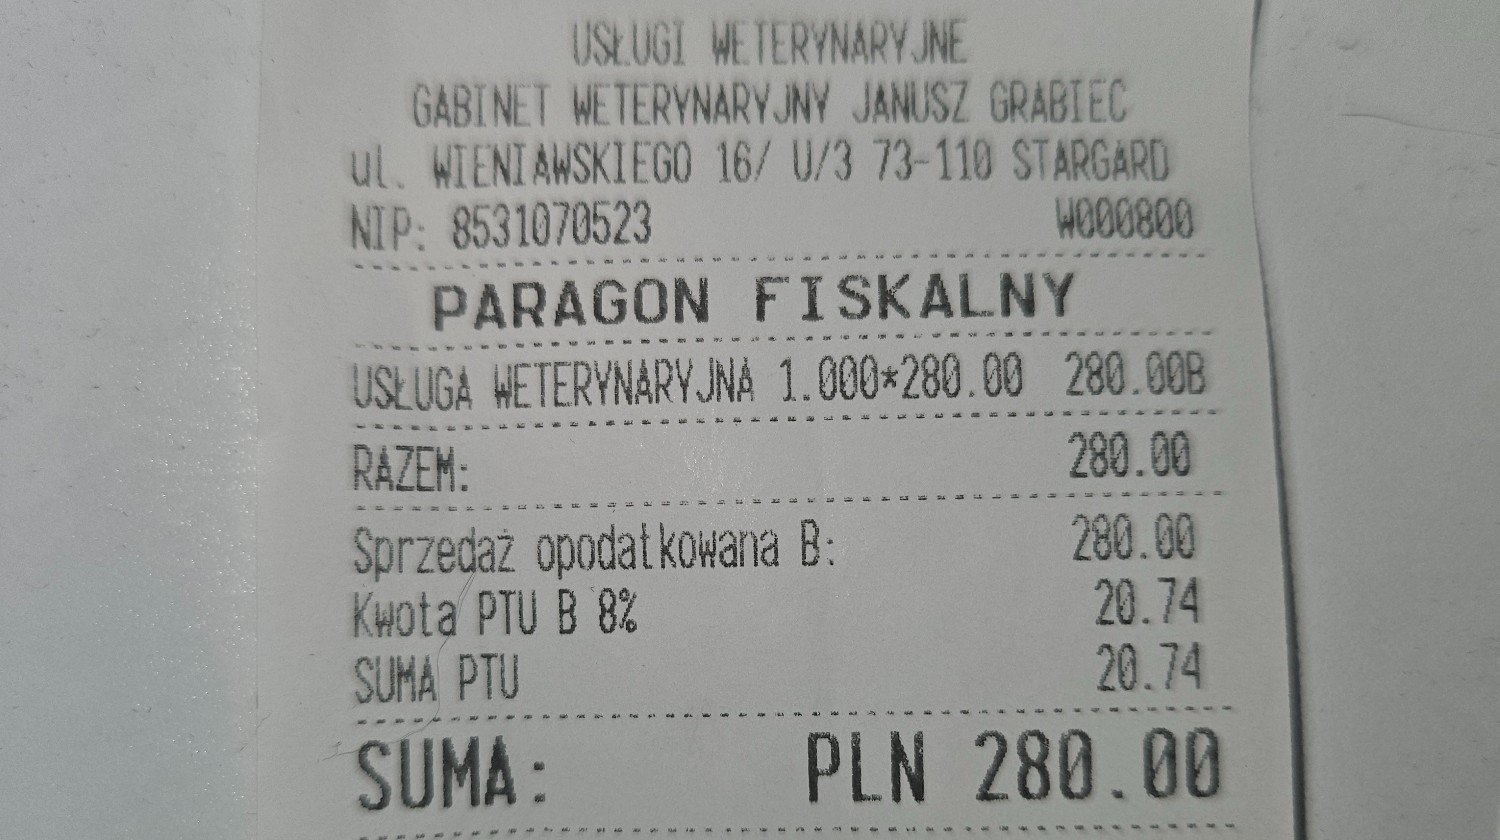 USŁUGI WETERYNARYJNE
GABINET WETERYNARYJNY JANUSZ GRABIEC
ul. WIENIAWSKIEGO 16/ U/3 73-110 STARGARD
NIP: 8531070523 W000800
PARAGON FISKALNY
USŁUGA WETERYNARYJNA 1.000*280.00 280.00B
RAZEM: 280.00
Sprzedaż opodatkowana B: 280.00
Kwota PTU B 8% 20.74
SUMA PTU 20.74
SUMA: PLN 280.00